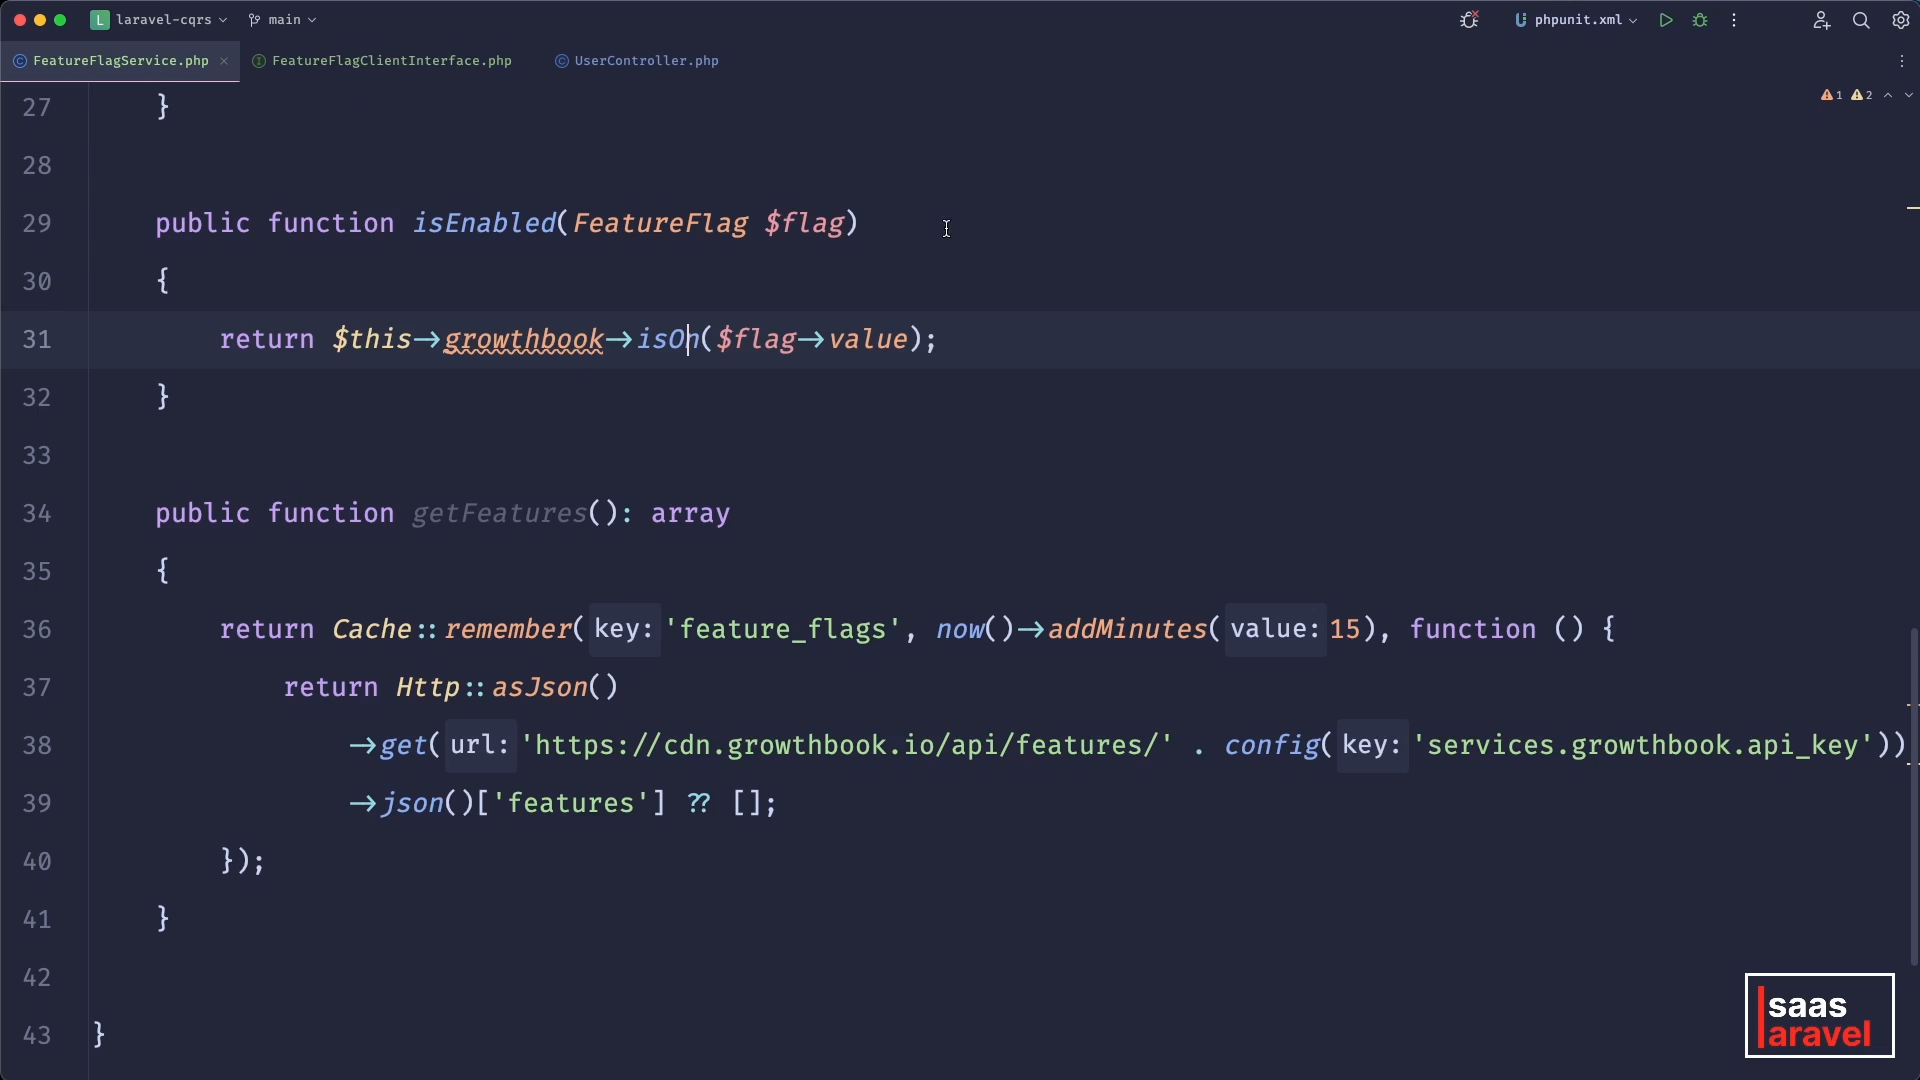 L laravel-cqrs main phpunit.xml
FeatureFlagService.php FeatureFlagClientInterface.php UserController.php
1 2
27 }
28
29 public function isEnabled(FeatureFlag $flag)
30 {
31 return $this->growthbook->isOn($flag->value);
32 }
33
34 public function getFeatures(): array
35 {
36 return Cache::remember( key: 'feature_flags', now()->addMinutes( value: 15), function () {
37 return Http::asJson()
38 ->get( url: 'https://cdn.growthbook.io/api/features/' . config( key: 'services.growthbook.api_key'))
39 ->json()['features'] ?? [];
40 });
41 }
42
43 }
saas
laravel